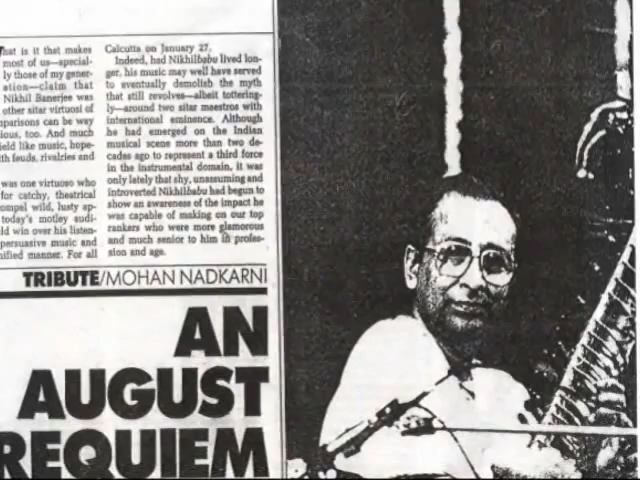 hat is it that makes
most of us—special-
ly those of my gener-
ation—claim that
Nikhil Banerjee was
other sitar virtuosi of
parisons can be way
ious, too. And much
ield like music, hope-
ith feuds, rivalries and
was one virtuoso who
for catchy, theatrical
ompel wild, lusty ap-
today's motley audi-
ld win over his listen-
persuasive music and
nified manner. For all
Calcutta on January 27.
Indeed, had Nikhilbabu lived lon-
ger, his music may well have served
to eventually demolish the myth
that still revolves—albeit tottering-
ly—around two sitar maestros with
international eminence. Although
he had emerged on the Indian
musical scene more than two de-
cades ago to represent a third force
in the instrumental domain, it was
only lately that shy, unassuming and
introverted Nikhilbabu had begun to
show an awareness of the impact he
was capable of making on our top
rankers who were more glamorous
and much senior to him in profes-
sion and age.
TRIBUTE/MOHAN NADKARNI
AN
AUGUST
REQUIEM